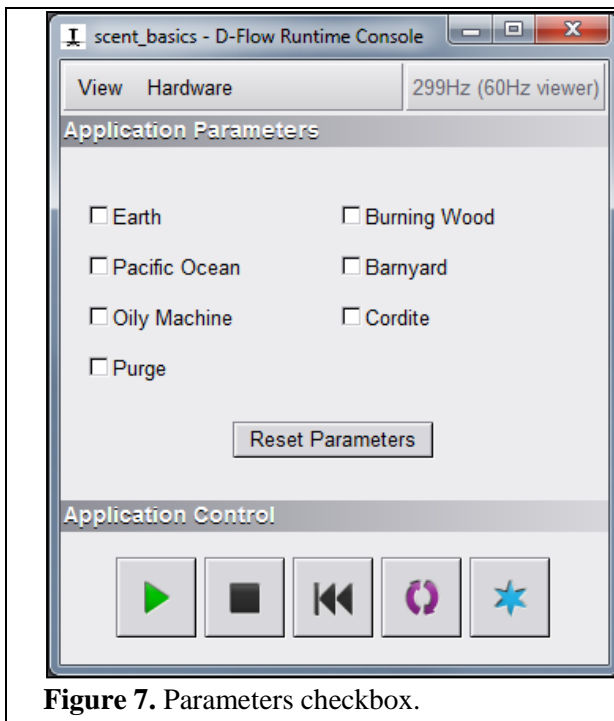 scent_basics - D-Flow Runtime Console
View Hardware 299Hz (60Hz viewer)
Application Parameters
Earth Burning Wood
Pacific Ocean Barnyard
Oily Machine Cordite
Purge
Reset Parameters
Application Control
Figure 7. Parameters checkbox.